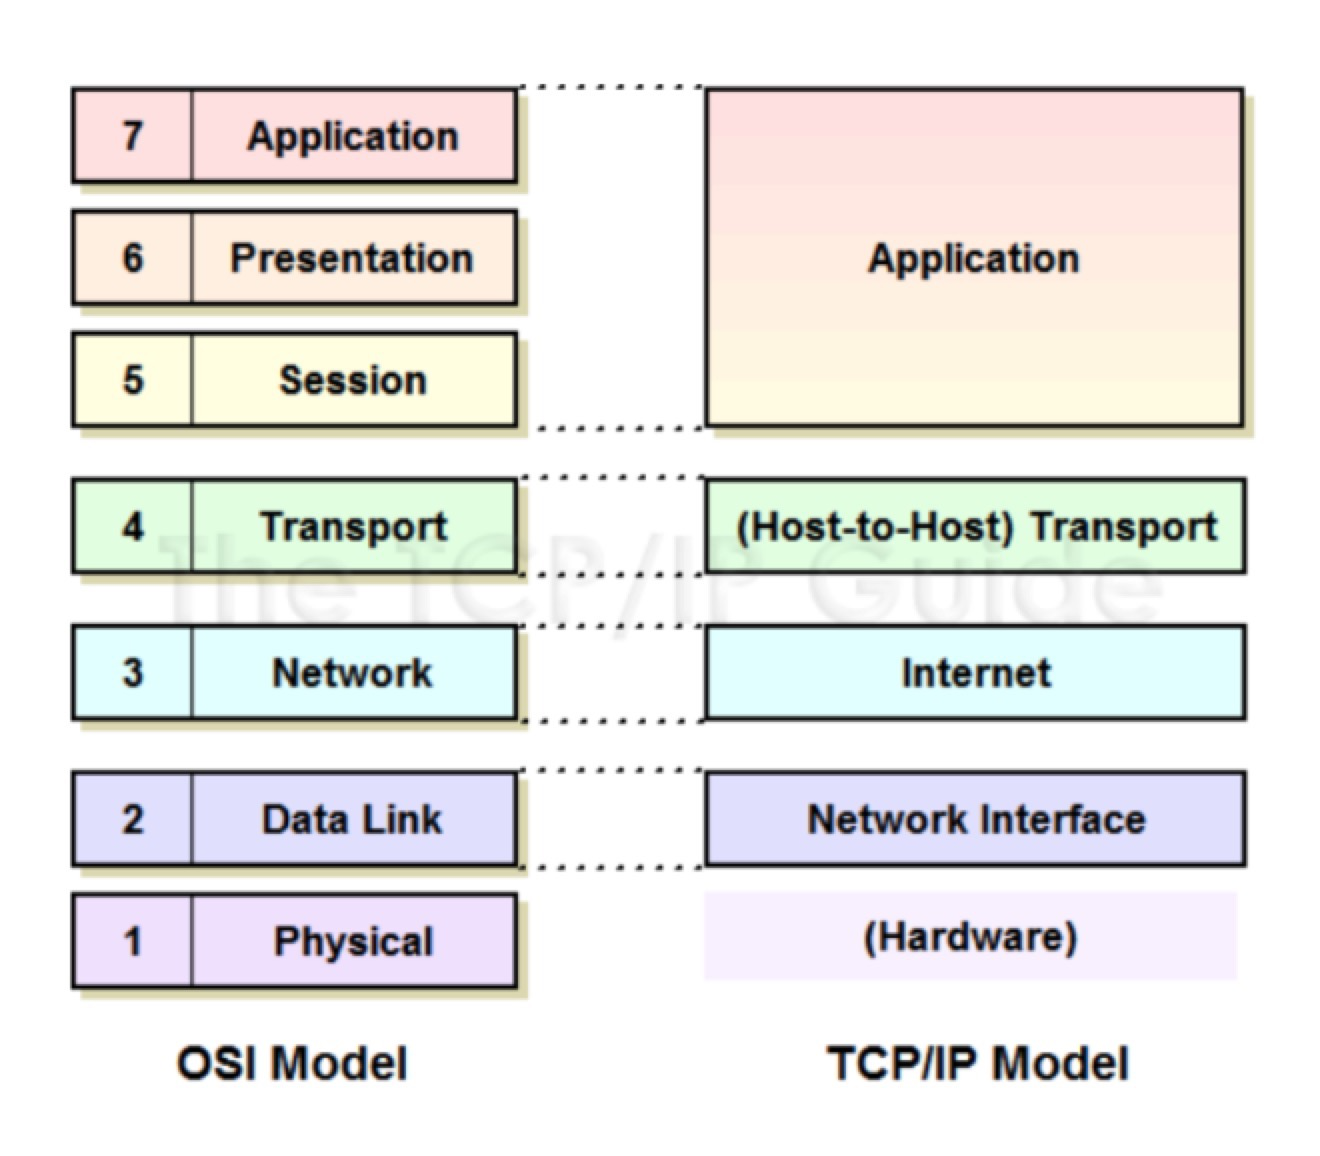 7 Application
6 Presentation
5 Session
4 Transport
3 Network
2 Data Link
1 Physical
OSI Model
Application
(Host-to-Host) Transport
Internet
Network Interface
(Hardware)
TCP/IP Model
The TCP/IP Guide